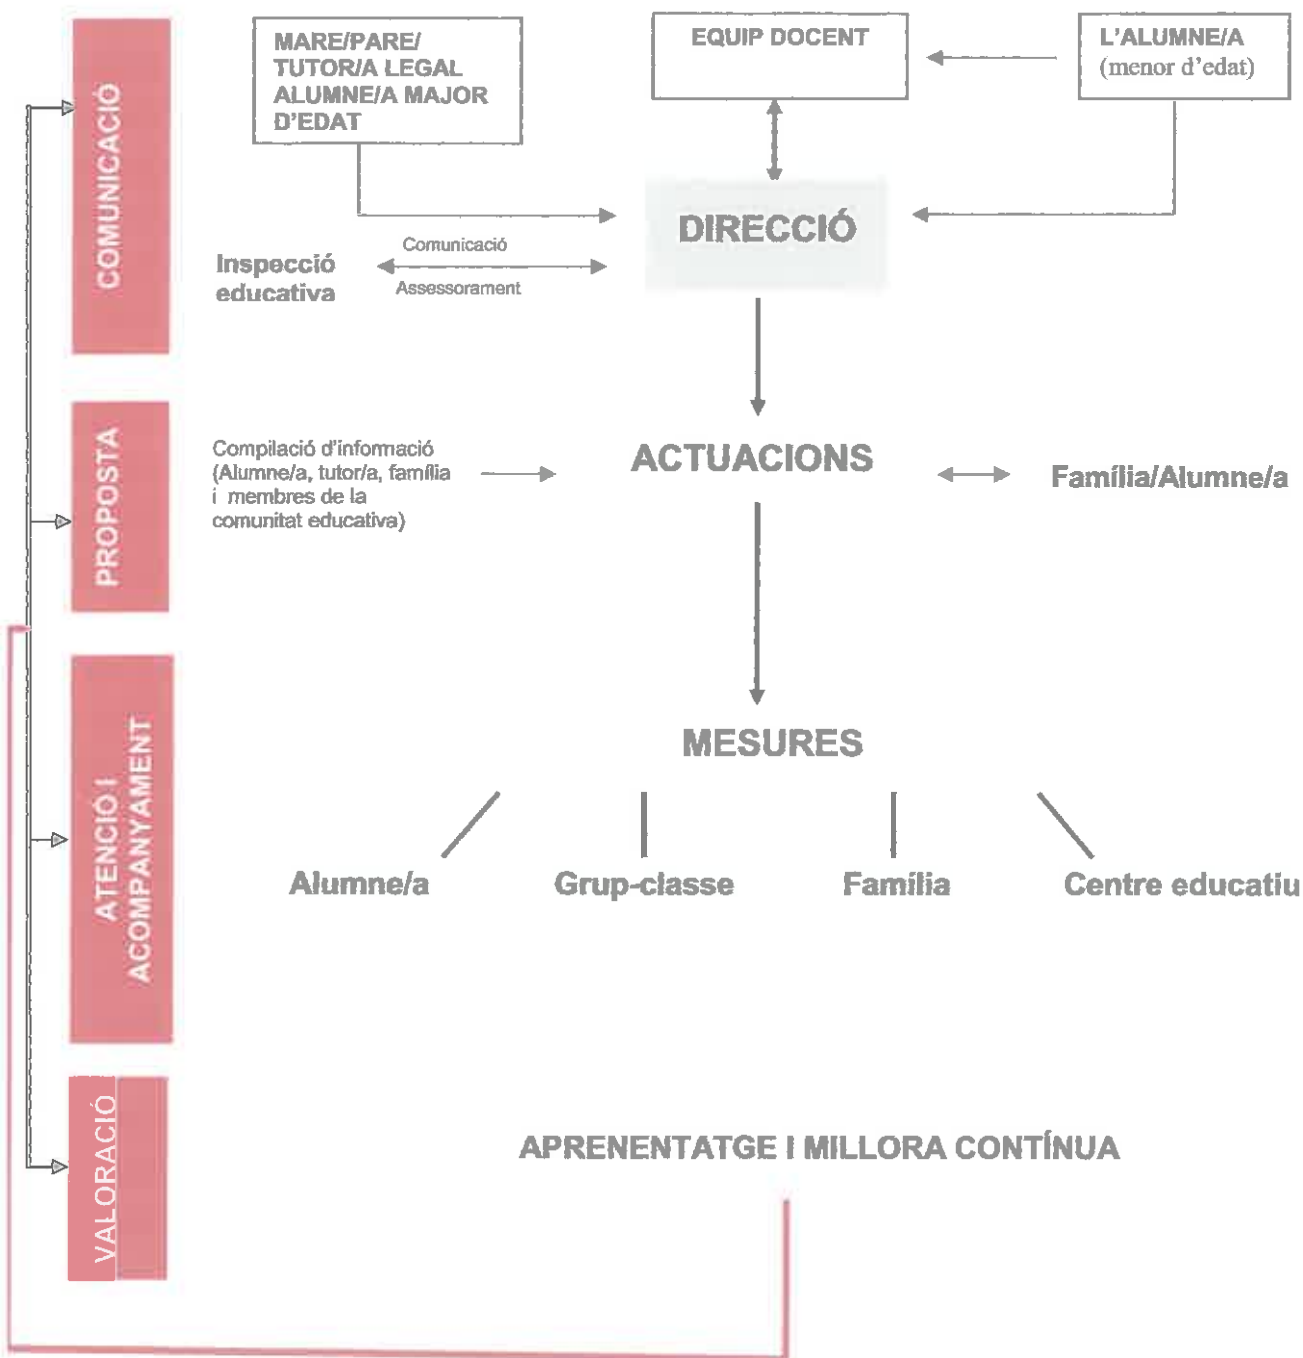 COMUNICACIÓ
MARE/PARE/
TUTOR/A LEGAL
ALUMNE/A MAJOR
D'EDAT
EQUIP DOCENT
L'ALUMNE/A
(menor d'edat)
DIRECCIÓ
Inspecció
educativa
Comunicació
Assessorament
PROPOSTA
Compilació d'informació
(Alumne/a, tutor/a, família
i membres de la
comunitat educativa)
ACTUACIONS
Família/Alumne/a
ATENCIÓ I
ACOMPANYAMENT
MESURES
Alumne/a
Grup-classe
Família
Centre educatiu
VALORACIÓ
APRENENTATGE I MILLORA CONTÍNUA